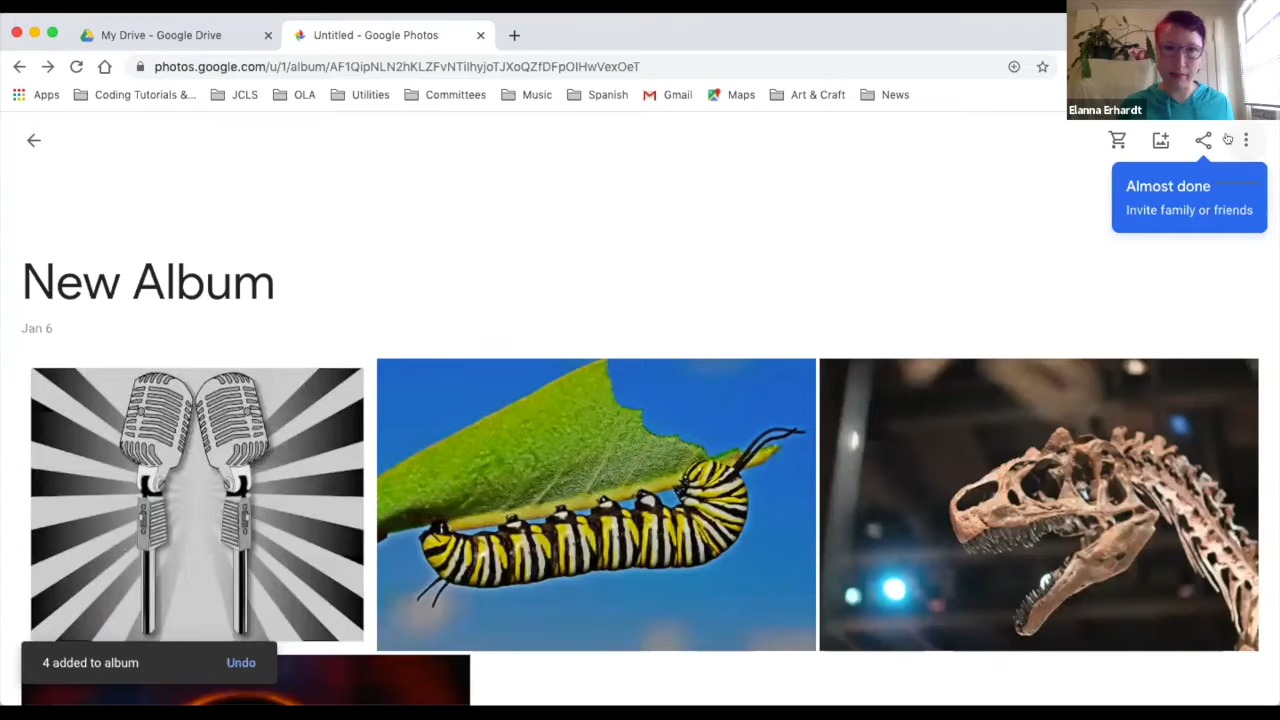 My Drive - Google Drive
Untitled - Google Photos
photos.google.com/u/1/album/AF1QipNLN2hKLZFvNTilhyjoTJXoQZfDFpOIHwVexOeT
Apps
Coding Tutorials &...
JCLS
OLA
Utilities
Committees
Music
Spanish
Gmail
Maps
Art & Craft
News
Elanna Erhardt
Almost done
Invite family or friends
New Album
Jan 6
4 added to album
Undo